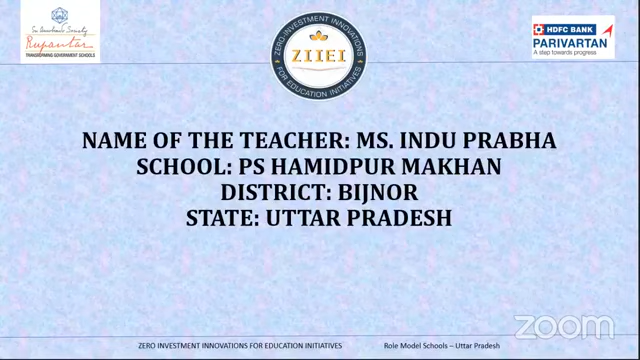 Sri Aurobindo Society
Rupantar
TRANSFORMING GOVERNMENT SCHOOLS
ZERO-INVESTMENT INNOVATIONS
ZIIEI
FOR EDUCATION INITIATIVES
HDFC BANK
PARIVARTAN
A step towards progress
NAME OF THE TEACHER: MS. INDU PRABHA
SCHOOL: PS HAMIDPUR MAKHAN
DISTRICT: BIJNOR
STATE: UTTAR PRADESH
zoom
ZERO INVESTMENT INNOVATIONS FOR EDUCATION INITIATIVES
Role Model Schools – Uttar Pradesh